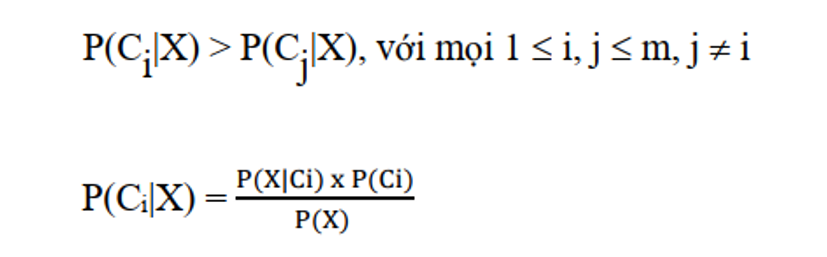 P(Cᵢ|X) > P(Cⱼ|X), với mọi 1 ≤ i, j ≤ m, j ≠ i
P(Cᵢ|X) = P(X|Ci) x P(Ci) / P(X)